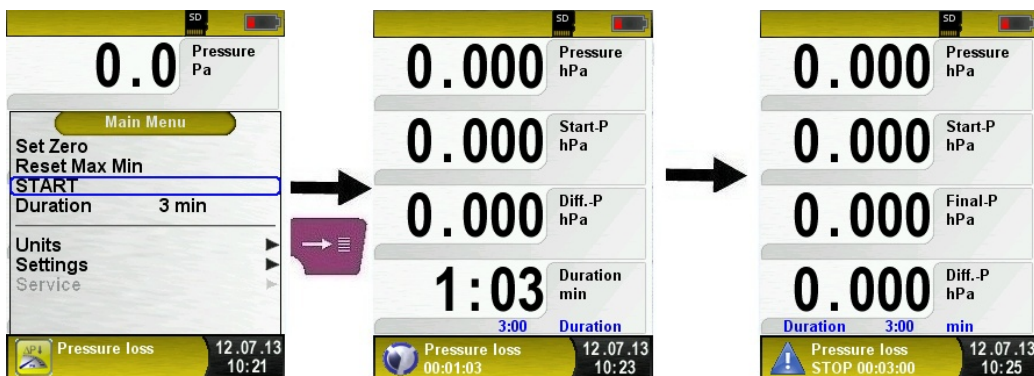 SD
0.0 Pressure
Pa
Main Menu
Set Zero
Reset Max Min
START
Duration 3 min
Units
Settings
Service
Pressure loss 12.07.13
10:21
SD
0.000 Pressure
hPa
0.000 Start-P
hPa
0.000 Diff.-P
hPa
1:03 Duration
min
3:00 Duration
Pressure loss 12.07.13
00:01:03 10:23
SD
0.000 Pressure
hPa
0.000 Start-P
hPa
0.000 Final-P
hPa
0.000 Diff.-P
hPa
Duration 3:00 min
Pressure loss 12.07.13
STOP 00:03:00 10:25